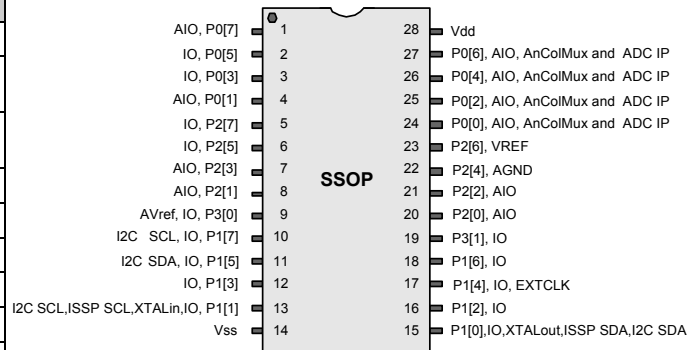 AIO, P0[7] 1 28 Vdd
IO, P0[5] 2 27 P0[6], AIO, AnColMux and ADC IP
IO, P0[3] 3 26 P0[4], AIO, AnColMux and ADC IP
AIO, P0[1] 4 25 P0[2], AIO, AnColMux and ADC IP
IO, P2[7] 5 24 P0[0], AIO, AnColMux and ADC IP
IO, P2[5] 6 23 P2[6], VREF
AIO, P2[3] 7 SSOP 22 P2[4], AGND
AIO, P2[1] 8 21 P2[2], AIO
AVref, IO, P3[0] 9 20 P2[0], AIO
I2C SCL, IO, P1[7] 10 19 P3[1], IO
I2C SDA, IO, P1[5] 11 18 P1[6], IO
IO, P1[3] 12 17 P1[4], IO, EXTCLK
I2C SCL,ISSP SCL,XTALin,IO, P1[1] 13 16 P1[2], IO
Vss 14 15 P1[0],IO,XTALout,ISSP SDA,I2C SDA